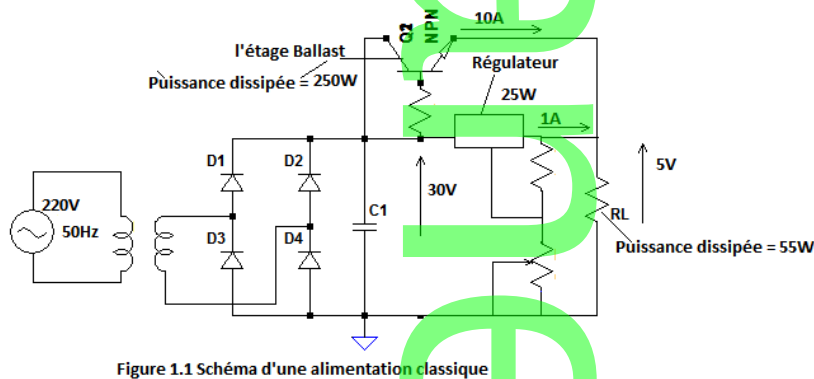 10A
Q2
NPN
l'étage Ballast
Puissance dissipée = 250W
Régulateur
25W
1A
D1
D2
5V
30V
220V
50Hz
C1
RL
D3
D4
Puissance dissipée = 55W
Figure 1.1 Schéma d'une alimentation classique